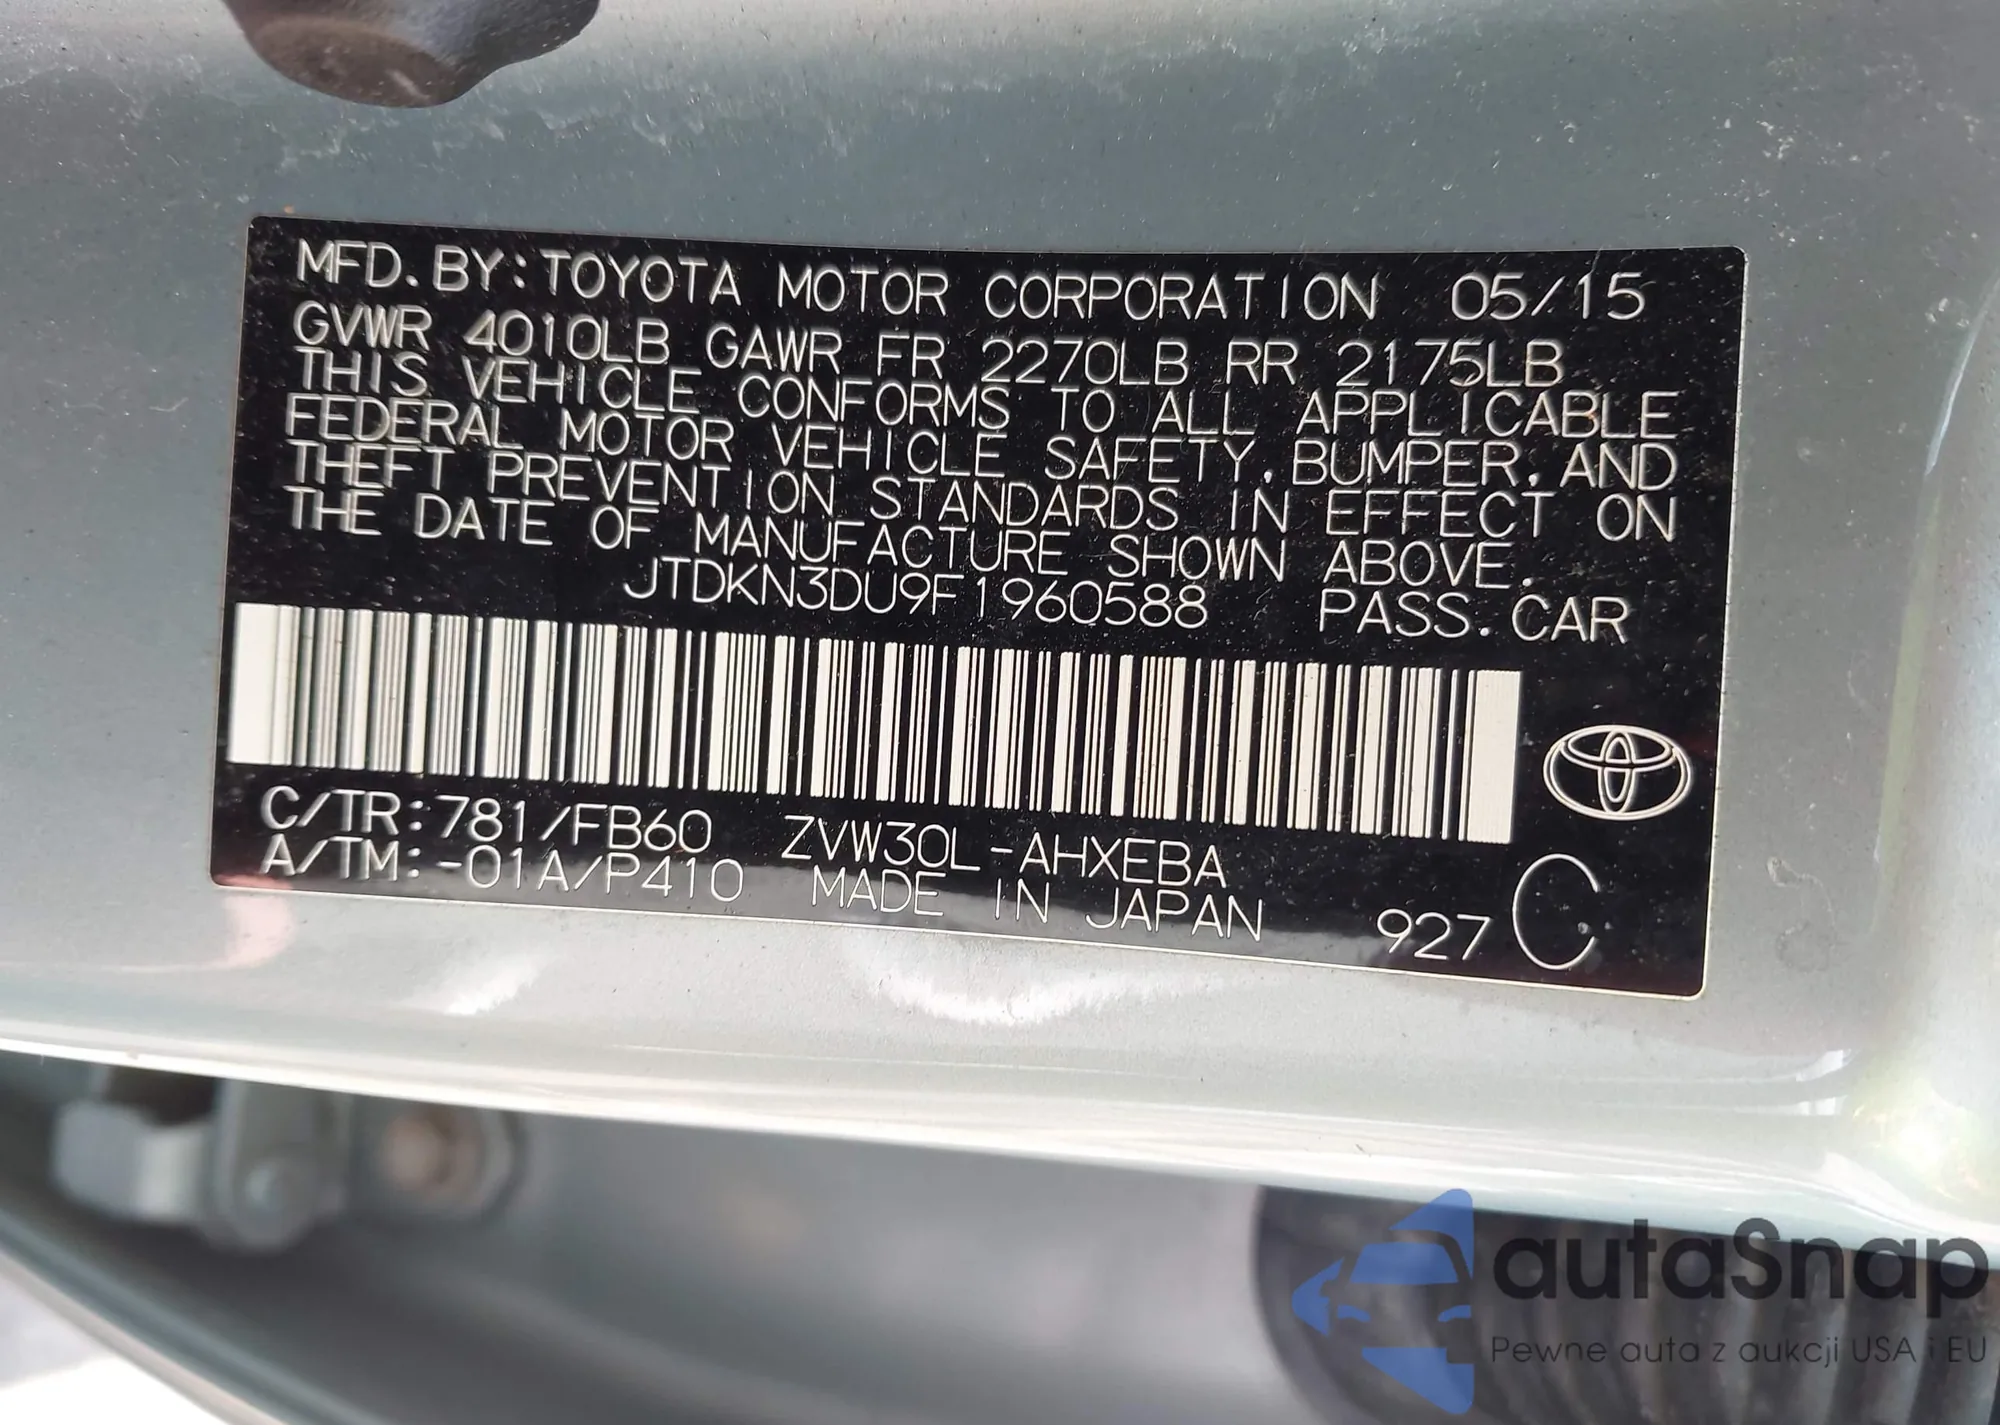 MFD. BY: TOYOTA MOTOR CORPORATION 05/15
GVWR 4010LB GAWR FR 2270LB RR 2175LB
THIS VEHICLE CONFORMS TO ALL APPLICABLE
FEDERAL MOTOR VEHICLE SAFETY, BUMPER, AND
THEFT PREVENTION STANDARDS IN EFFECT ON
THE DATE OF MANUFACTURE SHOWN ABOVE.
JTDKN3DU9F1960588 PASS. CAR
C/TR: 781/FB60 ZVW30L-AHXEBA
A/TM: -01A/P410 MADE IN JAPAN 927 C
autaSnap
Pewne auta z aukcji USA i EU